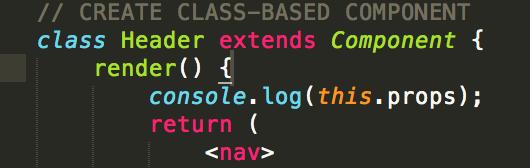 // CREATE CLASS-BASED COMPONENT
class Header extends Component {
render() {
console.log(this.props);
return (
<nav>